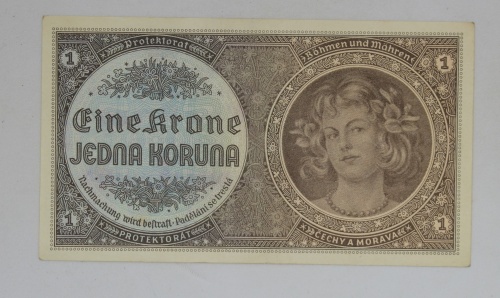 1 Protektorat Böhmen und Mähren 1
Eine Krone
JEDNA KORUNA
Nachmachung wird bestraft - Padělání se trestá
1 PROTEKTORÁT ČECHY A MORAVA 1